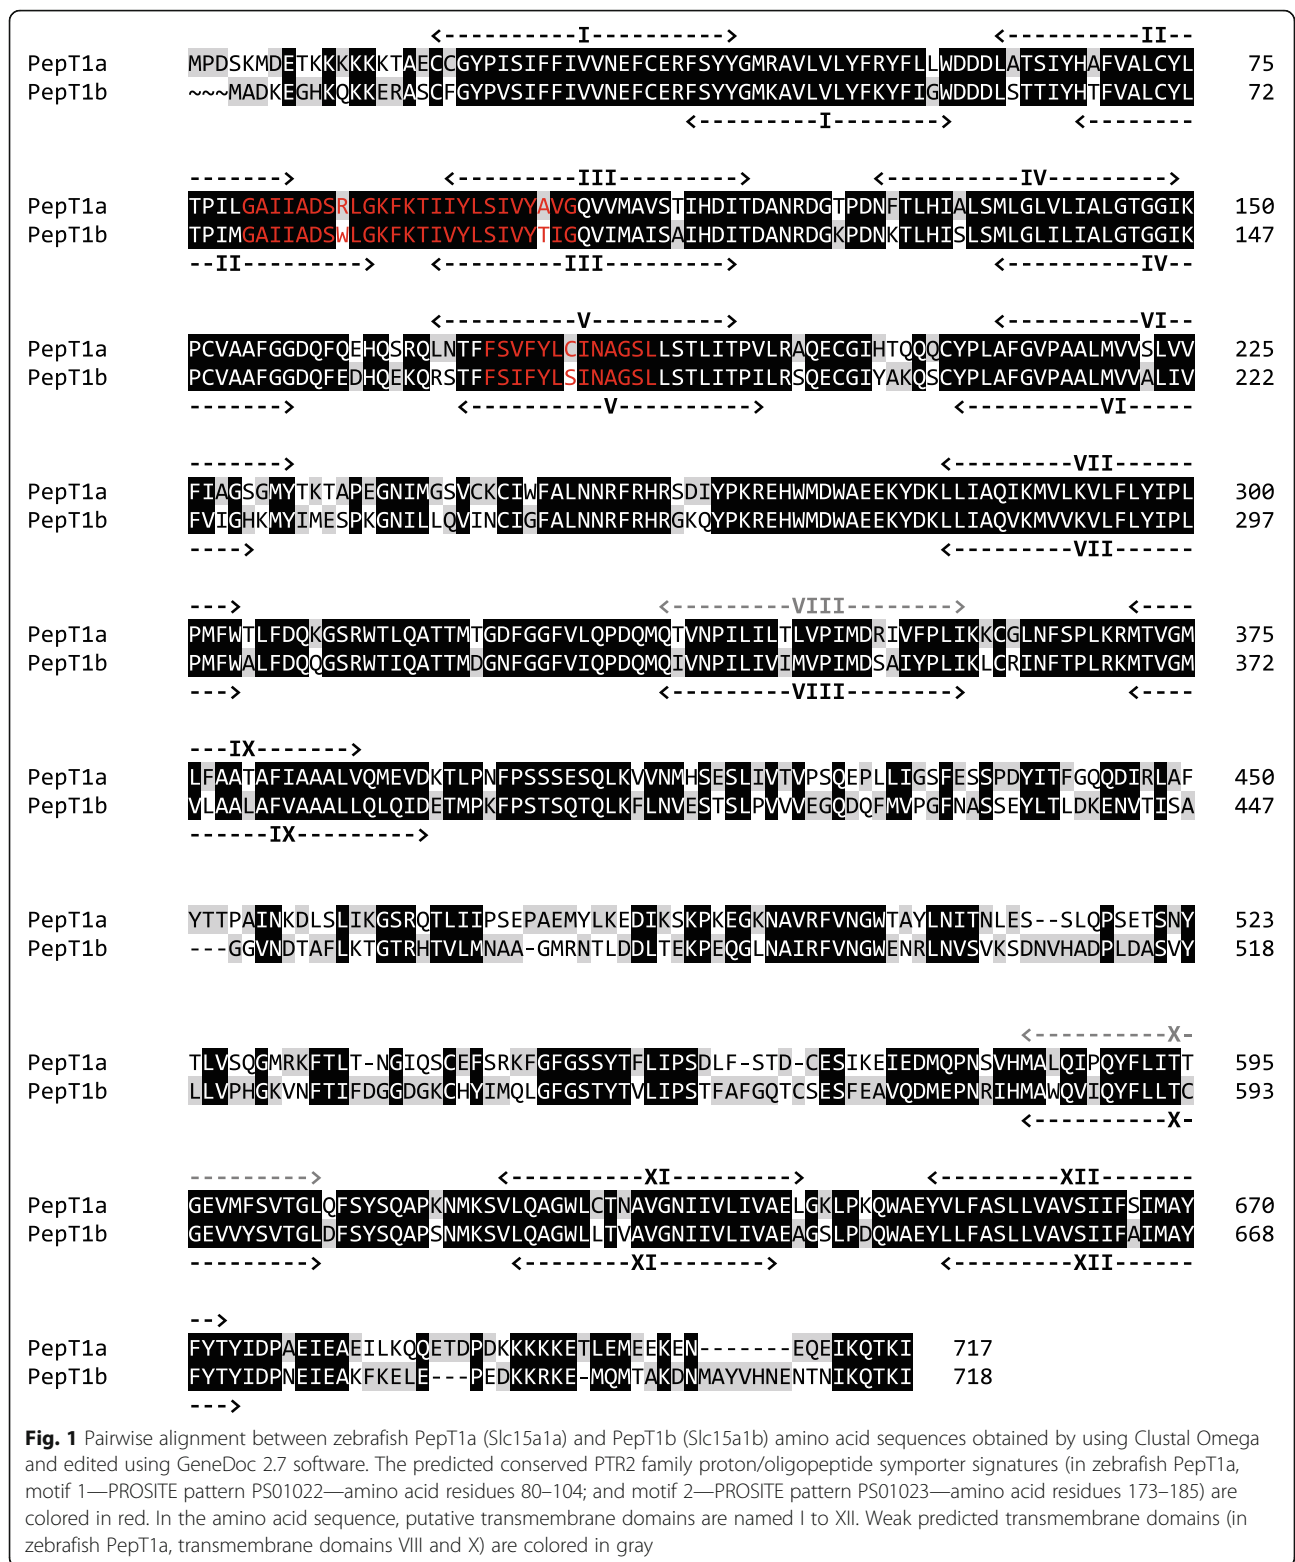 <----------I---------->                   <----------II--
PepT1a MPDSKMDETKKKKKKTAECCGYPISIFFIVVNEFCERFSYYGMRAVLVLYFRYFLLWDDDLATSIYHAFVALCYL 75
PepT1b ~~~MADKEGHKQKKERASCFGYPVSIFFIVVNEFCERFSYYGMKAVLVLYFKYFIGWDDDLSTTIYHTFVALCYL 72
<---------I-------->         <--------
------->           <---------III--------->         <----------IV--------->
PepT1a TPILGAIIADSRLGKFKTIIYLSIVYAVGQVVMAVSTIHDITDANRDGTPDNFTLHIALSMLGLVLIALGTGGIK 150
PepT1b TPIMGAIIADSWLGKFKTIVYLSIVYTIGQVIMAISAIHDITDANRDGKPDNKTLHISLSMLGLILIALGTGGIK 147
--II--------->    <---------III--------->                   <----------IV--
<----------V---------->                   <----------VI--
PepT1a PCVAAFGGDQFQEHQSRQLNTFFSVFYLCINAGSLLSTLITPVLRAQECGIHTQQQCYPLAFGVPAALMVVSLVV 225
PepT1b PCVAAFGGDQFEDHQEKQRSTFFSIFYLSINAGSLLSTLITPILRSQECGIYAKQSCYPLAFGVPAALMVVALIV 222
------->            <----------V---------->              <----------VI-----
------->                                                <---------VII-----
PepT1a FIAGSGMYTKTAPEGNIMGSVCKCIWFALNNRFRHRSDIYPKREHWMDWAEEKYDKLLIAQIKMVLKVLFLYIPL 300
PepT1b FVIGHKMYIMESPKGNILLQVINCIGFALNNRFRHRGKQYPKREHWMDWAEEKYDKLLIAQVKMVVKVLFLYIPL 297
---->                                                   <---------VII-----
--->                               <---------VIII-------->            <----
PepT1a PMFWTLFDQKGSRWTLQATTMTGDFGGFVLQPDQMQTVNPILILTLVPIMDRIVFPLIKKCGLNFSPLKRMTVGM 375
PepT1b PMFWALFDQQGSRWTIQATTMDGNFGGFVIQPDQMQIVNPILIVIMVPIMDSAIYPLIKLCRINFTPLRKMTVGM 372
--->                               <---------VIII-------->            <----
---IX------->
PepT1a LFAATAFIAAALVQMEVDKTLPNFPSSSESQLKVVNMHSESLIVTVPSQEPLLIGSFESSPDYITFGQQDIRLAF 450
PepT1b VLAALAFVAAALLQLQIDETMPKFPSTSQTQLKFLNVESTSLPVVVEGQDQFMVPGFNASSEYLTLDKENVTISA 447
------IX--------->
PepT1a YTTPAINKDLSLIKGSRQTLIIPSEPAEMYLKEDIKSKPKEGKNAVRFVNGWTAYLNITNLES--SLQPSETSNY 523
PepT1b ---GGVNDTAFLKTGTRHTVLMNAA-GMRNTLDDLTEKPEQGLNAIRFVNGWENRLNVSVKSDNVHADPLDASVY 518
<----------X-
PepT1a TLVSQGMRKFTLT-NGIQSCEFSRKFGFGSSYTFLIPSDLF-STD-CESIKEIEDMQPNSVHMALQIPQYFLITT 595
PepT1b LLVPHGKVNFTIFDGGDGKCHYIMQLGFGSTYTVLIPSTFAFGQTCSESFEAVQDMEPNRIHMAWQVIQYFLLTC 593
<----------X-
--------->             <----------XI--------->         <---------XII------
PepT1a GEVMFSVTGLQFSYSQAPKNMKSVLQAGWLCTNAVGNIIVLIVAELGKLPKQWAEYVLFASLLVAVSIIFSIMAY 670
PepT1b GEVVYSVTGLDFSYSQAPSNMKSVLQAGWLLTVAVGNIIVLIVAEAGSLPDQWAEYLLFASLLVAVSIIFAIMAY 668
--------->              <--------XI------->            <---------XII------
-->
PepT1a FYTYIDPAEIEAEILKQQETDPDKKKKKETLEMEEKEN-------EQEIKQTKI 717
PepT1b FYTYIDPNEIEAKFKELE---PEDKKRKE-MQMTAKDNMAYVHNENTNIKQTKI 718
--->
Fig. 1 Pairwise alignment between zebrafish PepT1a (Slc15a1a) and PepT1b (Slc15a1b) amino acid sequences obtained by using Clustal Omega
and edited using GeneDoc 2.7 software. The predicted conserved PTR2 family proton/oligopeptide symporter signatures (in zebrafish PepT1a,
motif 1—PROSITE pattern PS01022—amino acid residues 80–104; and motif 2—PROSITE pattern PS01023—amino acid residues 173–185) are
colored in red. In the amino acid sequence, putative transmembrane domains are named I to XII. Weak predicted transmembrane domains (in
zebrafish PepT1a, transmembrane domains VIII and X) are colored in gray